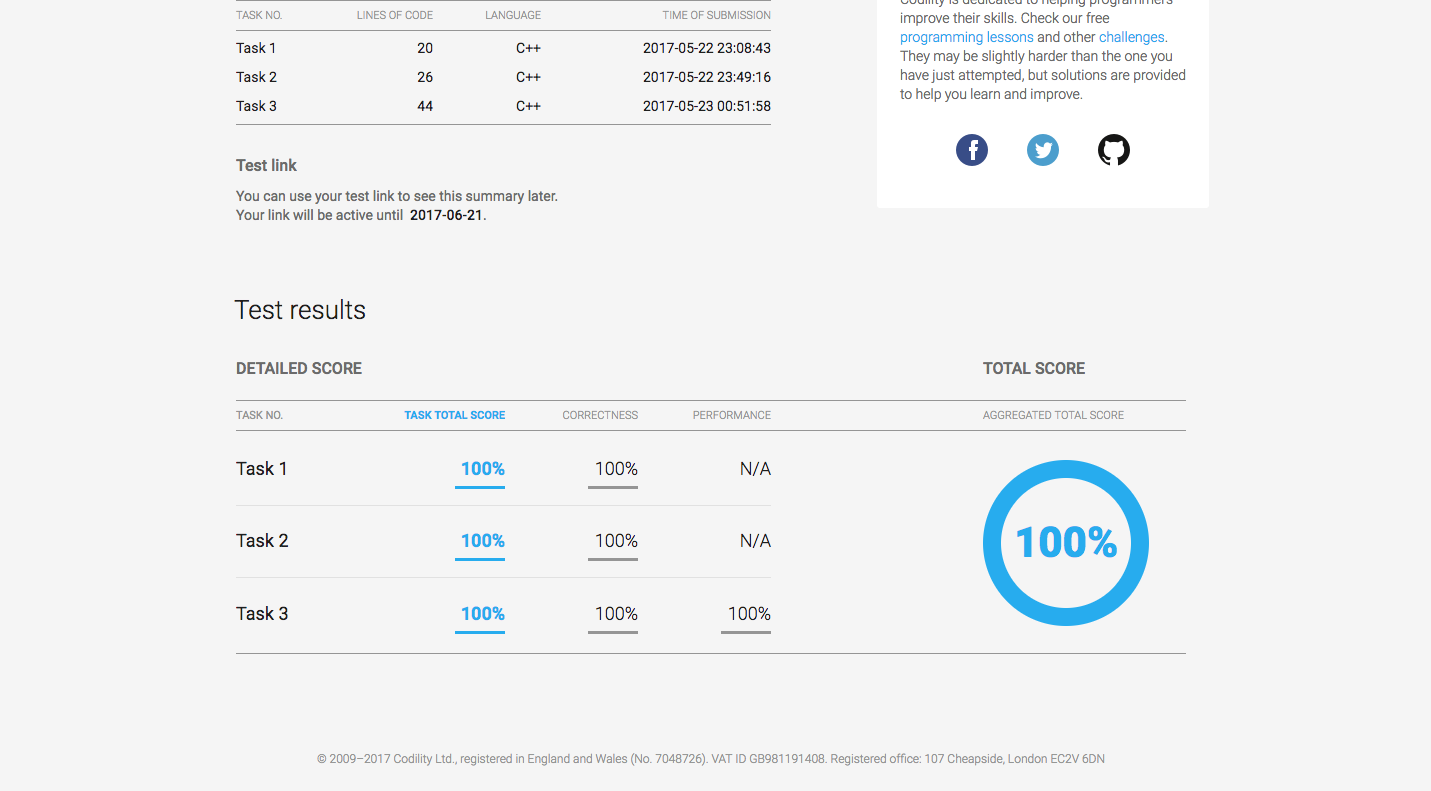 TASK NO. LINES OF CODE LANGUAGE TIME OF SUBMISSION
Task 1 20 C++ 2017-05-22 23:08:43
Task 2 26 C++ 2017-05-22 23:49:16
Task 3 44 C++ 2017-05-23 00:51:58
Test link
You can use your test link to see this summary later.
Your link will be active until 2017-06-21.
Codility is dedicated to helping programmers
improve their skills. Check our free
programming lessons and other challenges.
They may be slightly harder than the one you
have just attempted, but solutions are provided
to help you learn and improve.
Test results
DETAILED SCORE
TASK NO. TASK TOTAL SCORE CORRECTNESS PERFORMANCE
Task 1 100% 100% N/A
Task 2 100% 100% N/A
Task 3 100% 100% 100%
TOTAL SCORE
AGGREGATED TOTAL SCORE
100%
© 2009–2017 Codility Ltd., registered in England and Wales (No. 7048726). VAT ID GB981191408. Registered office: 107 Cheapside, London EC2V 6DN